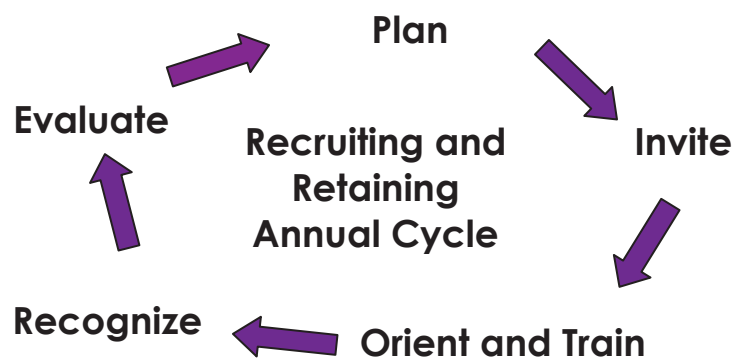 Plan
Evaluate
Recruiting and
Retaining
Annual Cycle
Invite
Recognize
Orient and Train